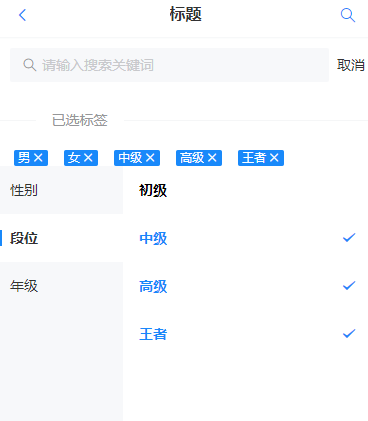 标题
请输入搜索关键词 取消
已选标签
男 女 中级 高级 王者
性别 初级
段位 中级
年级 高级
王者